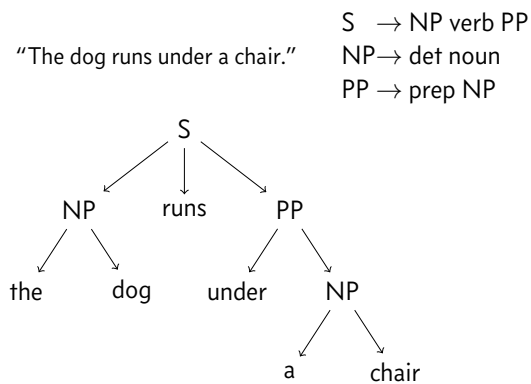 S → NP verb PP
“The dog runs under a chair.”
NP → det noun
PP → prep NP
S
NP runs PP
the dog under NP
a chair